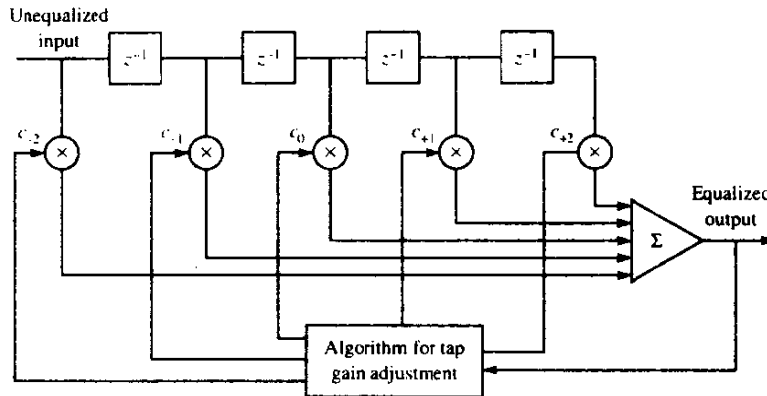 Unequalized
input
z⁻¹
z⁻¹
z⁻¹
z⁻¹
c₋₂
c₋₁
c₀
c₊₁
c₊₂
×
×
×
×
×
Equalized
output
Σ
Algorithm for tap
gain adjustment